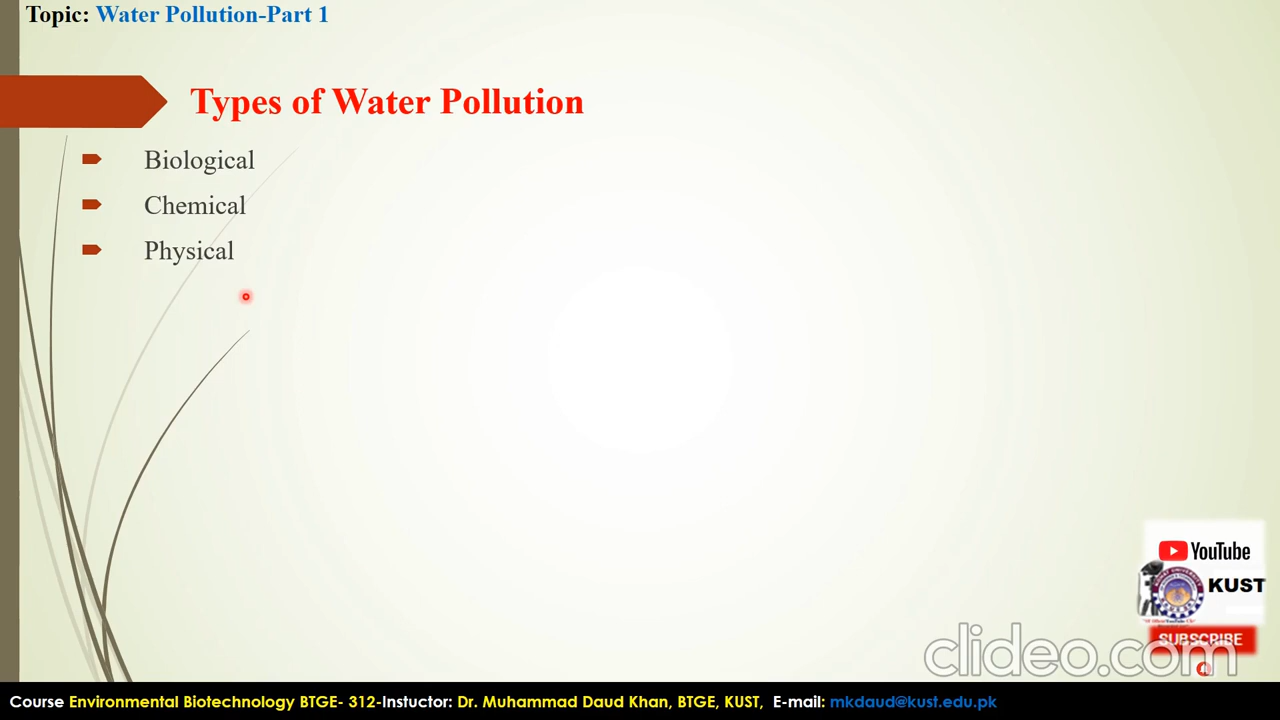 Topic: Water Pollution-Part 1
Types of Water Pollution
Biological
Chemical
Physical
YouTube
KUST
SUBSCRIBE
clideo.com
Course Environmental Biotechnology BTGE- 312-Instuctor: Dr. Muhammad Daud Khan, BTGE, KUST, E-mail: mkdaud@kust.edu.pk